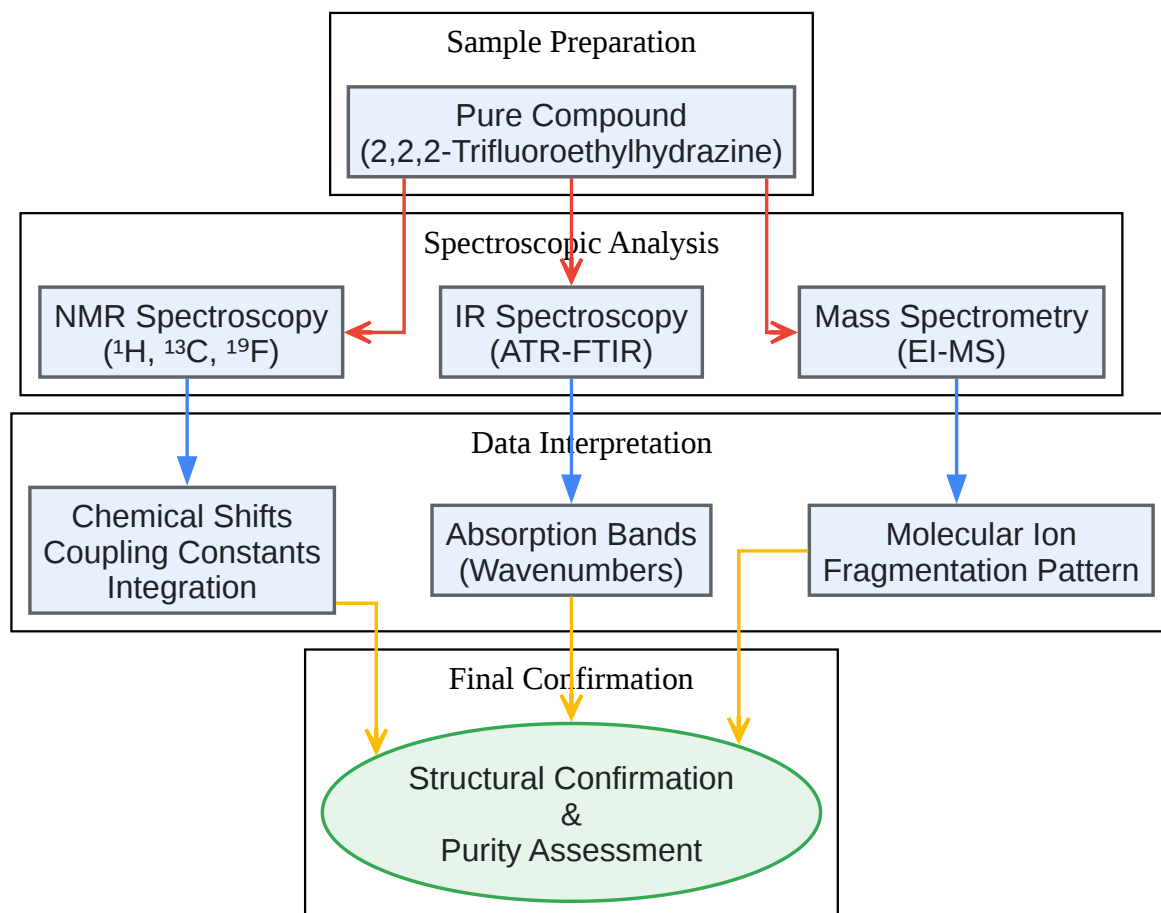 Sample Preparation
Pure Compound
(2,2,2-Trifluoroethylhydrazine)
Spectroscopic Analysis
NMR Spectroscopy
(¹H, ¹³C, ¹⁹F)
IR Spectroscopy
(ATR-FTIR)
Mass Spectrometry
(EI-MS)
Data Interpretation
Chemical Shifts
Coupling Constants
Integration
Absorption Bands
(Wavenumbers)
Molecular Ion
Fragmentation Pattern
Final Confirmation
Structural Confirmation
&
Purity Assessment